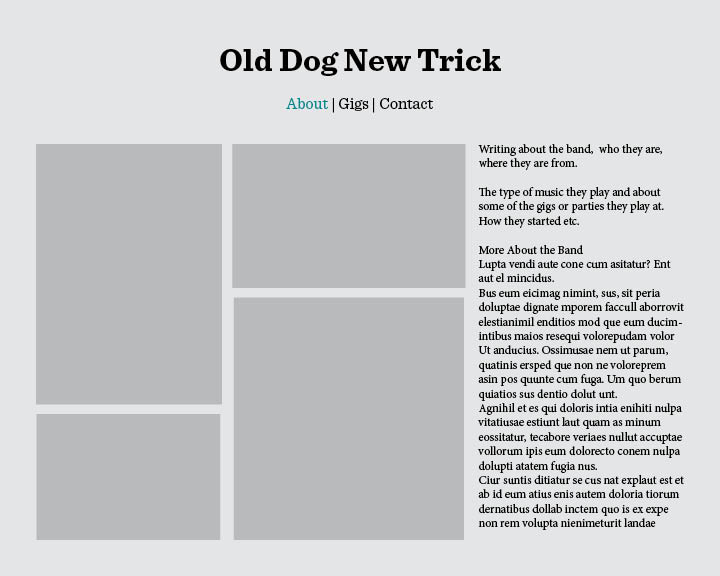 Old Dog New Trick
About | Gigs | Contact
Writing about the band, who they are,
where they are from.
The type of music they play and about
some of the gigs or parties they play at.
How they started etc.
More About the Band
Lupta vendi aute cone cum asitatur? Ent
aut el mincidus.
Bus eum eicimag nimint, sus, sit peria
doluptae dignate mporem faccull aborrovit
elestianimil enditios mod que eum ducim-
intibus maios resequi volorepudam volor
Ut anducius. Ossimusae nem ut parum,
quatinis ersped que non ne voloreprem
asin pos quunte cum fuga. Um quo berum
quiatios sus dentio dolut unt.
Agnihil et es qui doloris intia enihiti nulpa
vitatiusae estiunt laut quam as minum
eossitatur, tecabore veriaes nullut accuptae
vollorum ipis eum dolorecto conem nulpa
dolupti atatem fugia nus.
Ciur suntis ditiatur se cus nat explaut est et
ab id eum atius enis autem doloria tiorum
dernatibus dollab inctem quo is ex expe
non rem volupta nienimeturit landae